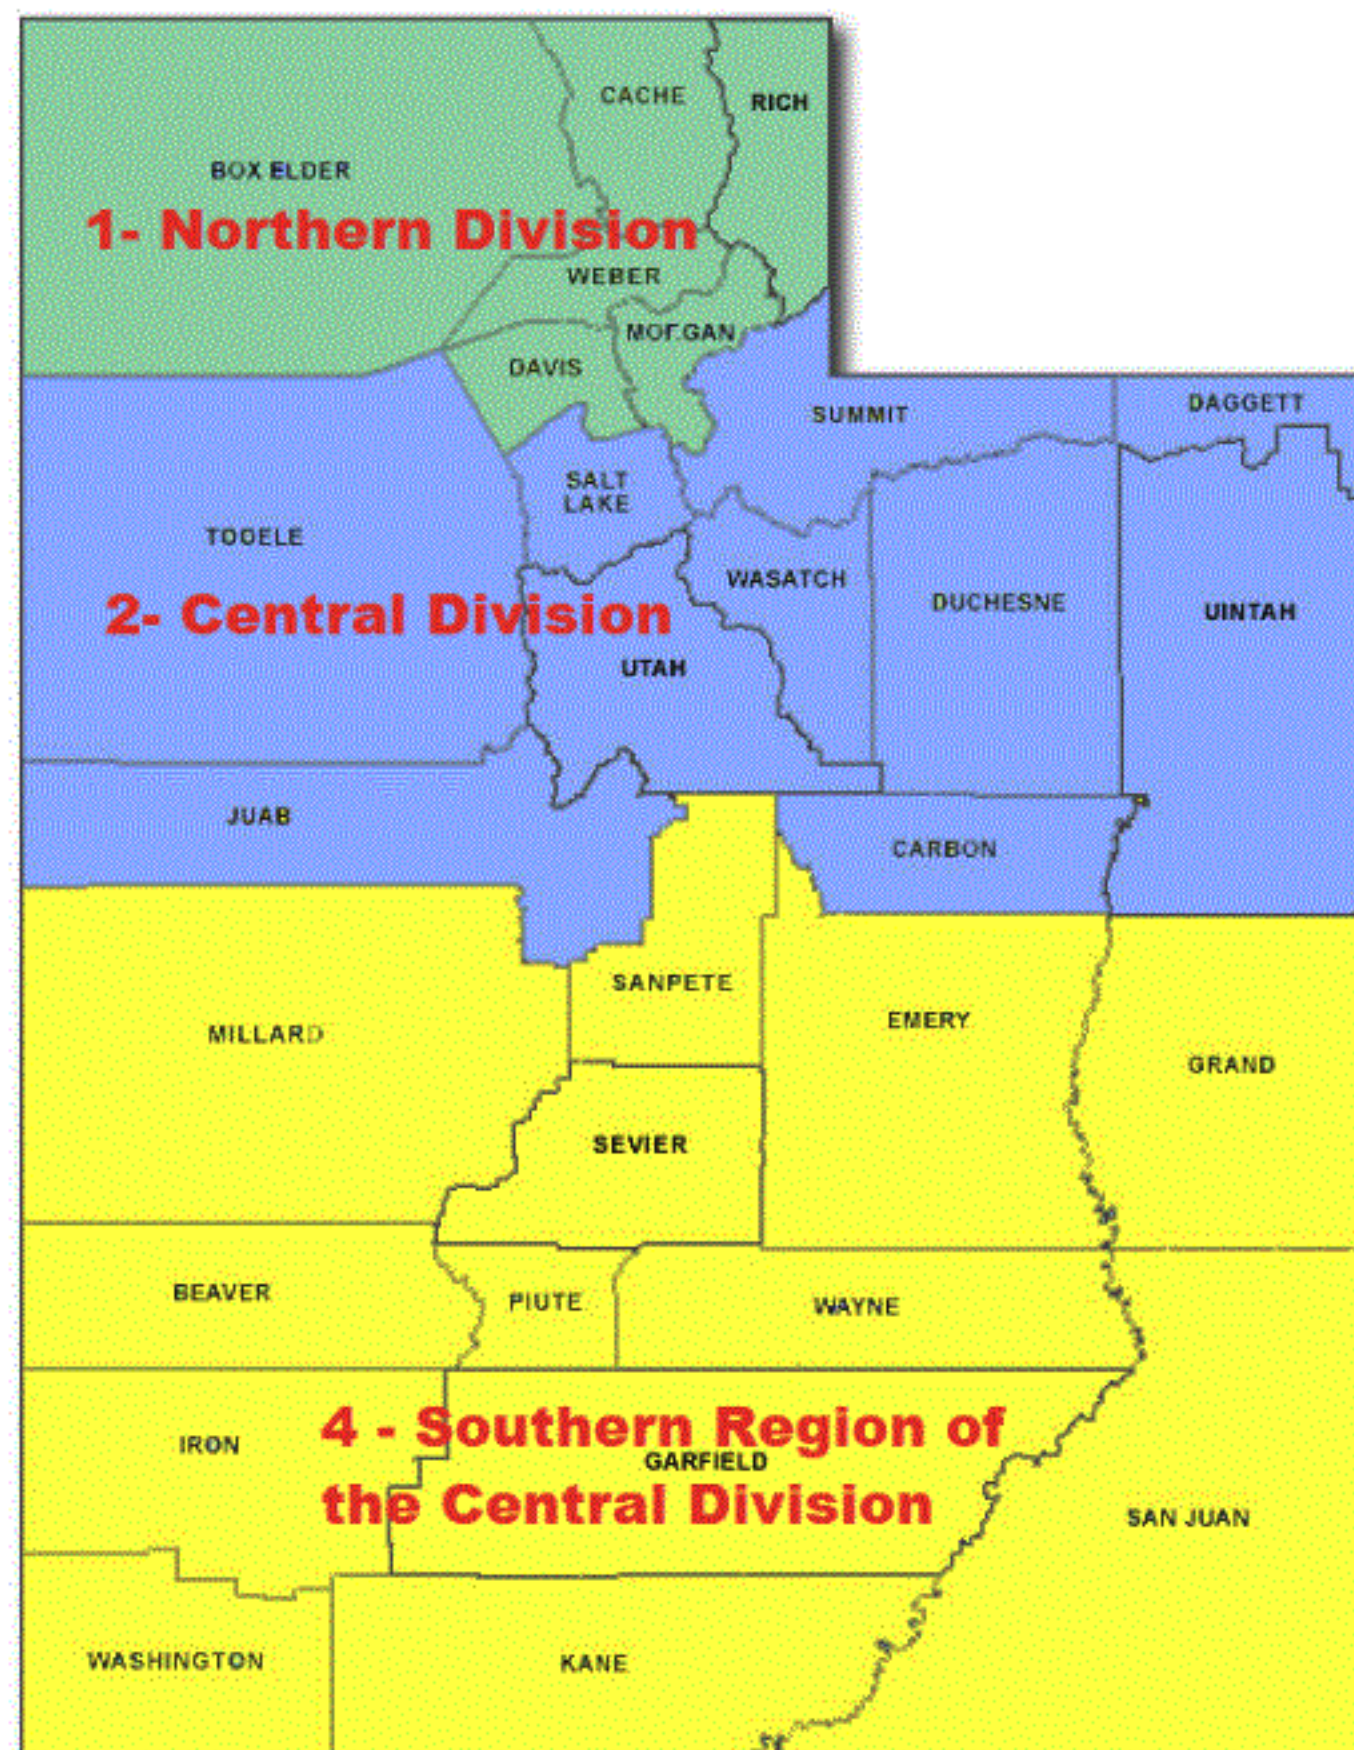 CACHE
RICH
BOX ELDER
1- Northern Division
WEBER
MORGAN
DAVIS
SUMMIT
DAGGETT
SALT
LAKE
TOOELE
WASATCH
DUCHESNE
UINTAH
2- Central Division
UTAH
JUAB
CARBON
SANPETE
MILLARD
EMERY
GRAND
SEVIER
BEAVER
PIUTE
WAYNE
4 - Southern Region of
IRON
GARFIELD
the Central Division
SAN JUAN
WASHINGTON
KANE